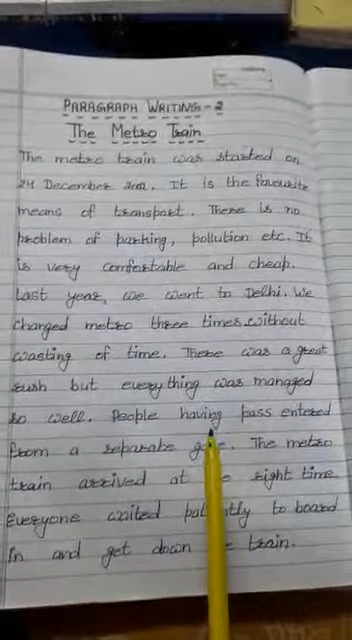 PARAGRAPH WRITING-2
The Metro Train
The metro train was started on
24 December 2002. It is the favourite
means of transport. There is no
problem of parking, pollution etc. It
is very comfortable and cheap.
Last year, we went to Delhi. We
changed metro three times without
wasting of time. There was a great
rush but everything was managed
so well. People having pass entered
from a separate The metro
train arrived at right time
Everyone waited to board
in and get down train.